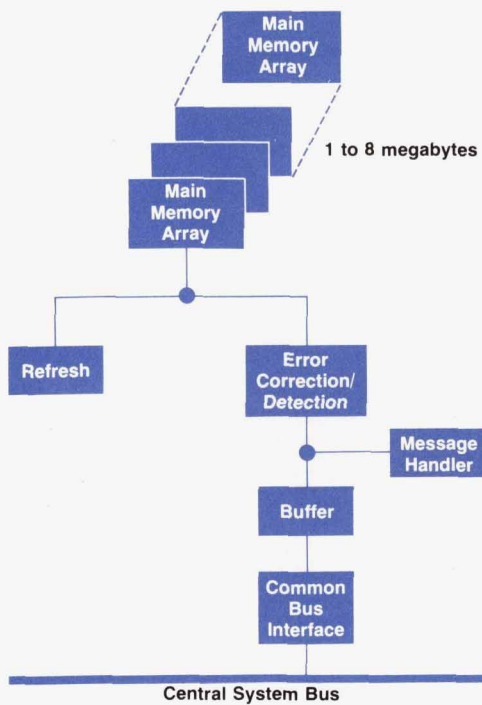 Main
Memory
Array
1 to 8 megabytes
Main
Memory
Array
Refresh
Error
Correction/
Detection
Message
Handler
Buffer
Common
Bus
Interface
Central System Bus